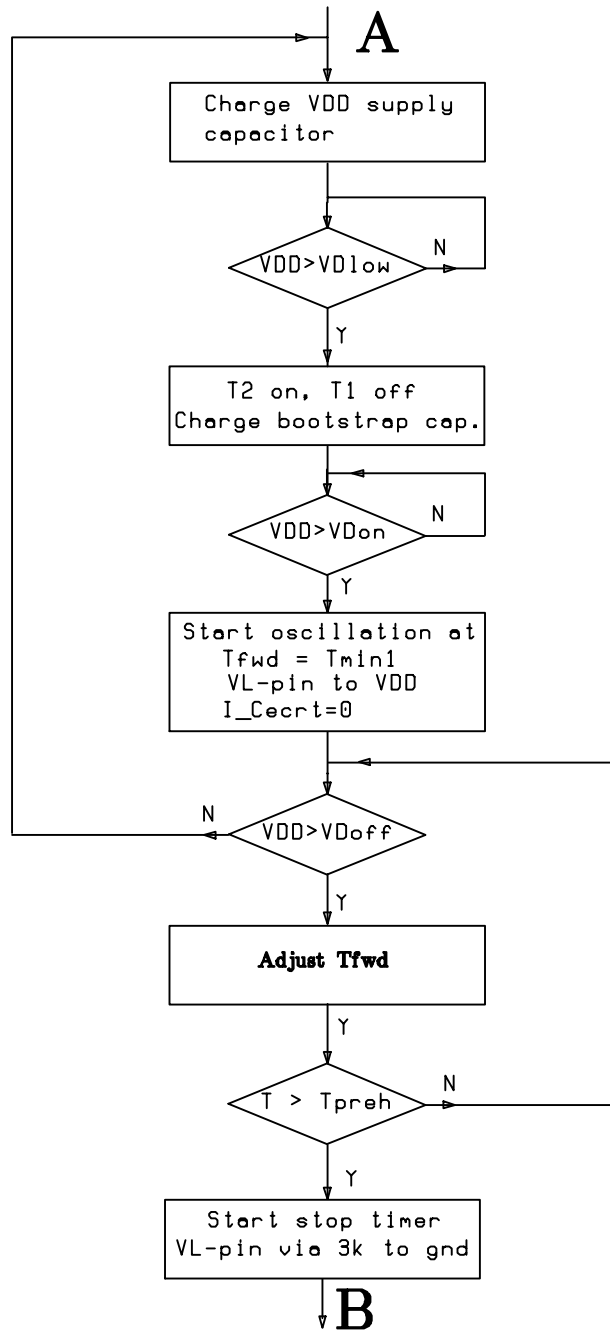 A
Charge VDD supply
capacitor
VDD>VDlow
N
Y
T2 on, T1 off
Charge bootstrap cap.
VDD>VDon
N
Y
Start oscillation at
Tfwd = Tmin1
VL-pin to VDD
I_Cecrt=0
N
VDD>VDoff
Y
Adjust Tfwd
Y
T > Tpreh
N
Y
Start stop timer
VL-pin via 3k to gnd
B